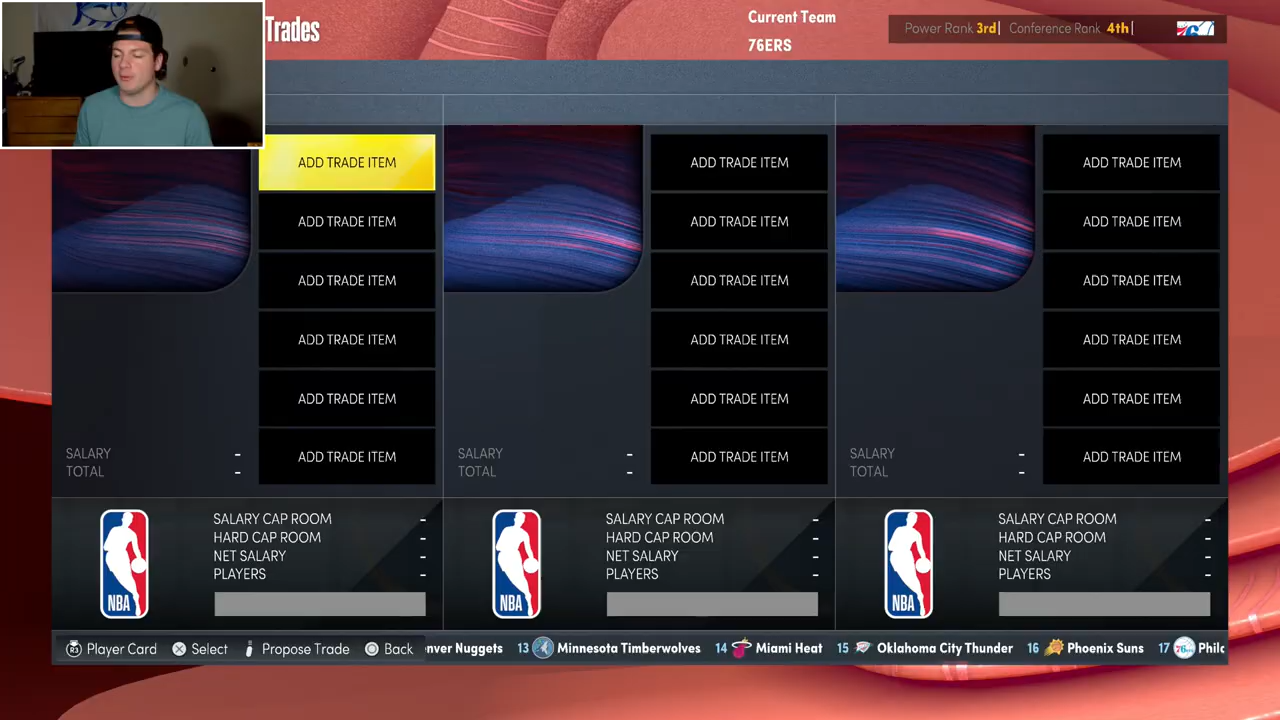 Trades
Current Team
76ERS
Power Rank 3rd| Conference Rank 4th|
ADD TRADE ITEM
ADD TRADE ITEM
ADD TRADE ITEM
ADD TRADE ITEM
ADD TRADE ITEM
ADD TRADE ITEM
SALARY -
TOTAL -
ADD TRADE ITEM
ADD TRADE ITEM
ADD TRADE ITEM
ADD TRADE ITEM
ADD TRADE ITEM
ADD TRADE ITEM
SALARY -
TOTAL -
ADD TRADE ITEM
ADD TRADE ITEM
ADD TRADE ITEM
ADD TRADE ITEM
ADD TRADE ITEM
ADD TRADE ITEM
SALARY -
TOTAL -
NBA
SALARY CAP ROOM -
HARD CAP ROOM -
NET SALARY -
PLAYERS -
NBA
SALARY CAP ROOM -
HARD CAP ROOM -
NET SALARY -
PLAYERS -
NBA
SALARY CAP ROOM -
HARD CAP ROOM -
NET SALARY -
PLAYERS -
R3 Player Card Select Propose Trade Back enver Nuggets 13 Minnesota Timberwolves 14 Miami Heat 15 Oklahoma City Thunder 16 Phoenix Suns 17 76ers Phil